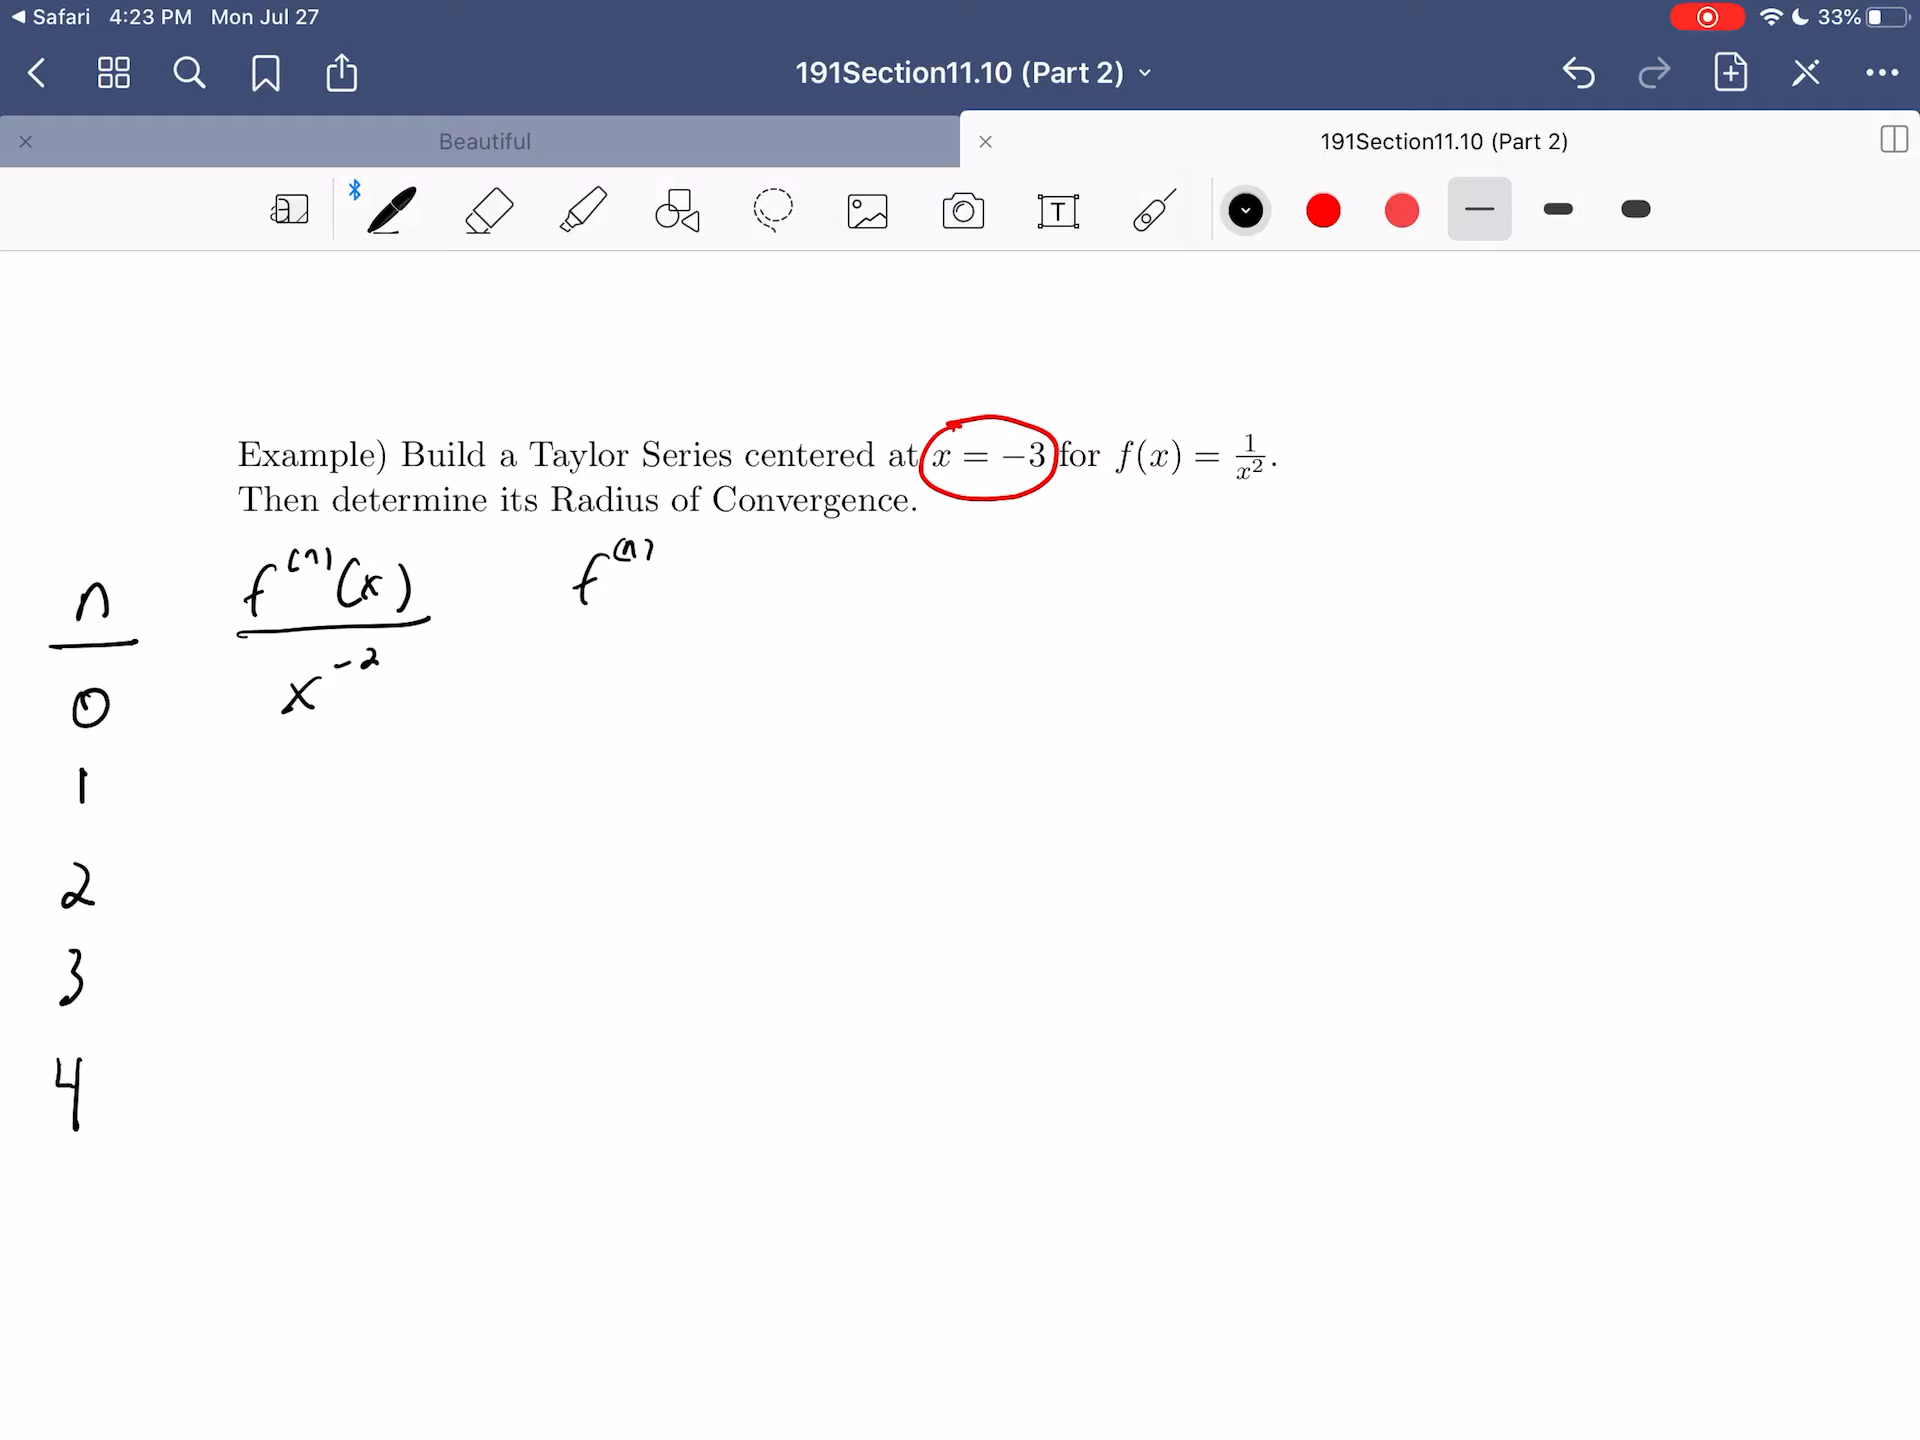 Safari 4:23 PM Mon Jul 27 33%
191Section11.10 (Part 2)
Beautiful 191Section11.10 (Part 2)
a T
Example) Build a Taylor Series centered at x = −3 for f(x) = 1/x².
Then determine its Radius of Convergence.
n f⁽ⁿ⁾(x) f⁽ⁿ⁾
0 x⁻²
1
2
3
4